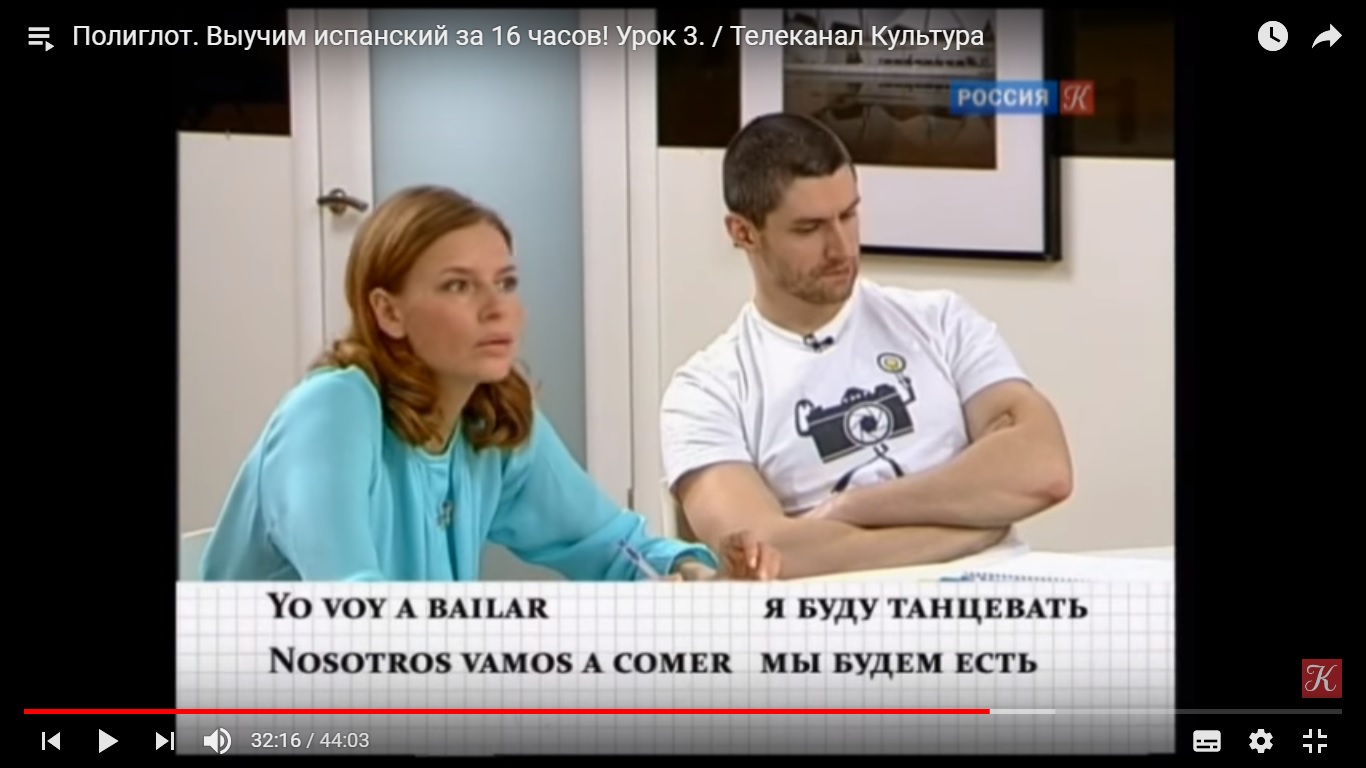 Полиглот. Выучим испанский за 16 часов! Урок 3. / Телеканал Культура
РОССИЯ К
YO VOY A BAILAR Я БУДУ ТАНЦЕВАТЬ
NOSOTROS VAMOS A COMER МЫ БУДЕМ ЕСТЬ
К
32:16 / 44:03